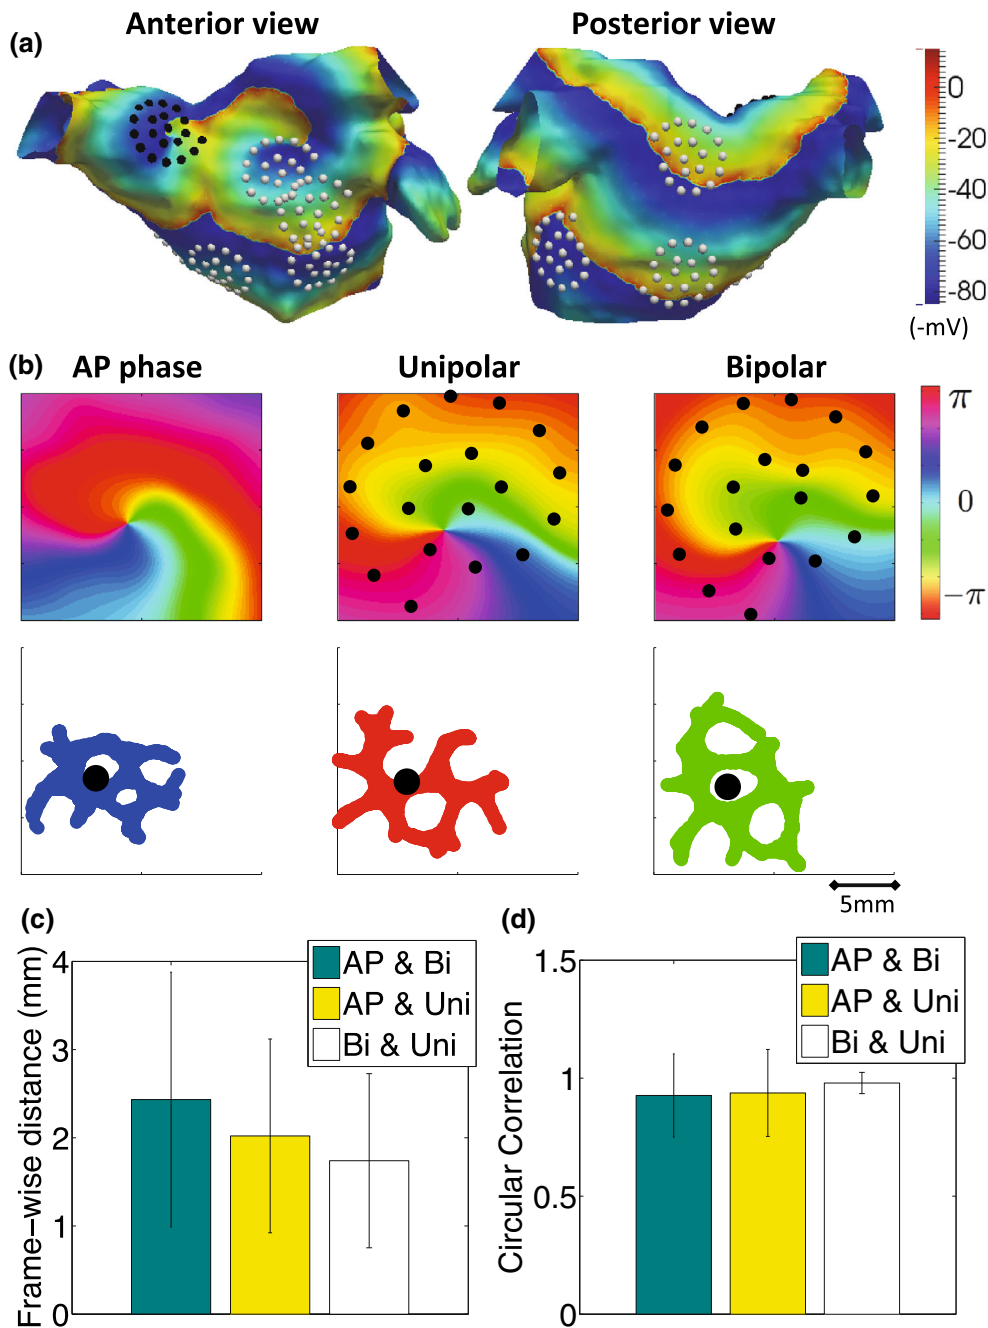 Anterior view
Posterior view
(a)
0
-20
-40
-60
-80
(-mV)
(b)
AP phase
Unipolar
Bipolar
π
0
−π
5mm
(c)
Frame−wise distance (mm)
4
3
2
1
0
AP & Bi
AP & Uni
Bi & Uni
(d)
Circular Correlation
1.5
1
0.5
0
AP & Bi
AP & Uni
Bi & Uni